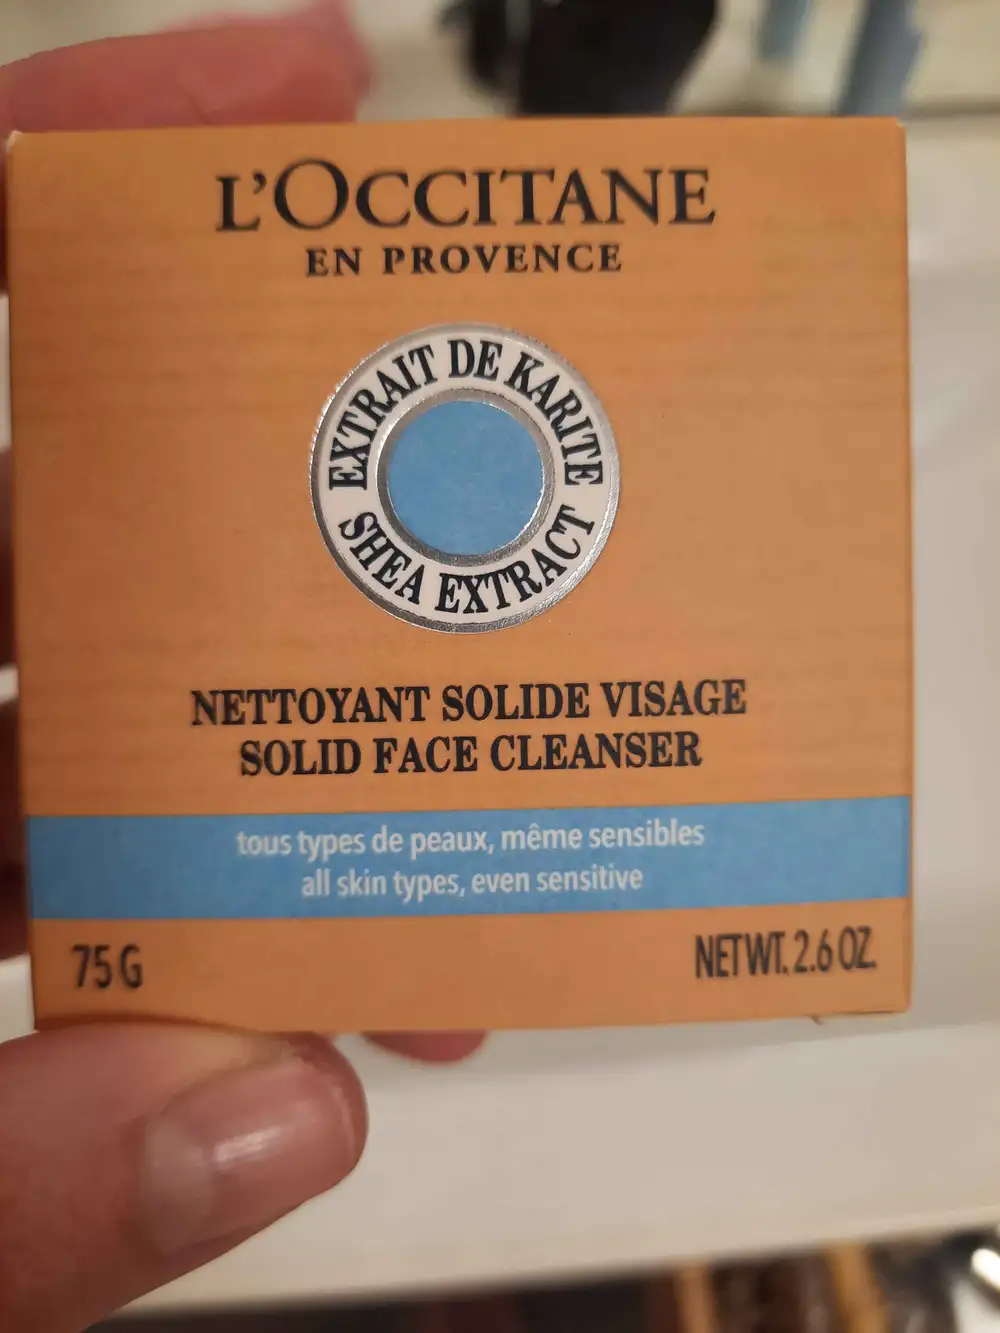 L'OCCITANE
EN PROVENCE
EXTRAIT DE KARITE
SHEA EXTRACT
NETTOYANT SOLIDE VISAGE
SOLID FACE CLEANSER
tous types de peaux, même sensibles
all skin types, even sensitive
75 G
NET WT. 2.6 OZ.